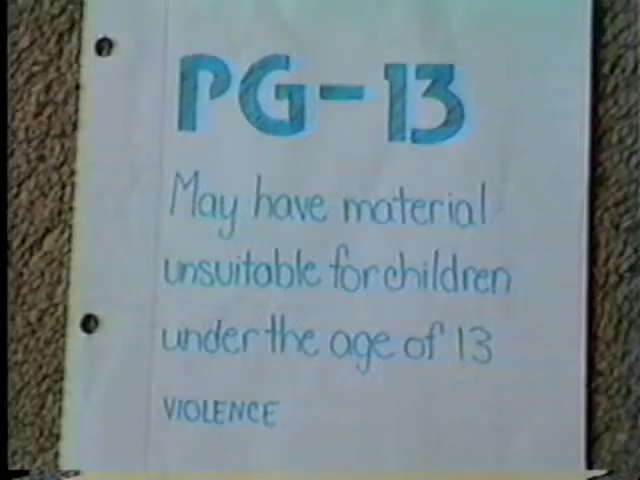 PG-13
May have material
unsuitable for children
under the age of 13
VIOLENCE